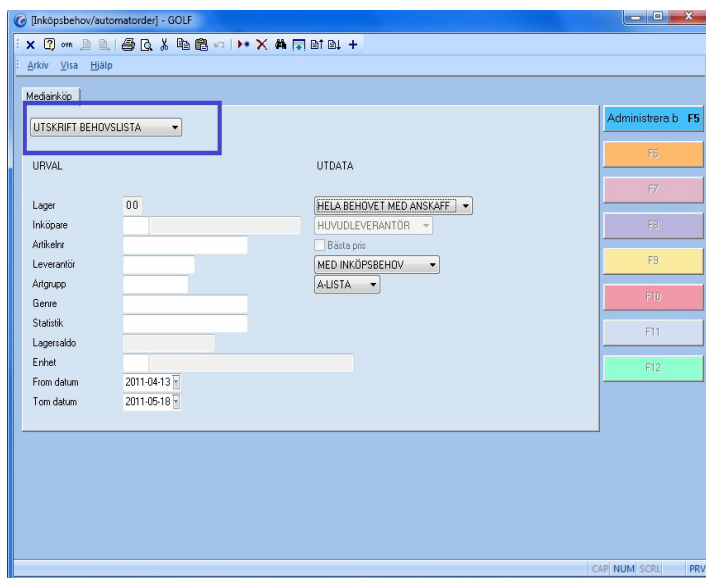 [Inköpsbehov/automatorder] - GOLF
OVR
Arkiv Visa Hjälp
Mediainköp
UTSKRIFT BEHOVSLISTA
Administrera b F5
URVAL UTDATA
F6
F7
Lager 00 HELA BEHOVET MED ANSKAFF
Inköpare HUVUDLEVERANTÖR F8
Artikelnr Bästa pris
Leverantör MED INKÖPSBEHOV F9
Artgrupp A-LISTA
Genre F10
Statistik
Lagersaldo F11
Enhet F12
From datum 2011-04-13
Tom datum 2011-05-18
CAP NUM SCRL PRV